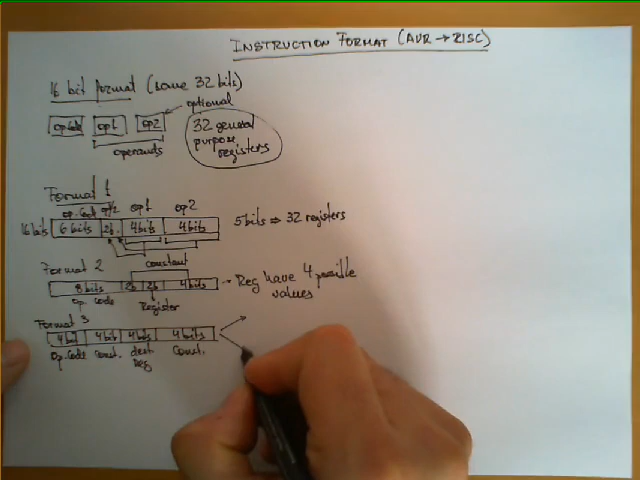 INSTRUCTION FORMAT (AVR → RISC)
16 bit format (some 32 bits)
optional
op.Code op1 op2
operands
32 general
purpose
registers
Format 1
op. Code op1/2 op1 op2
16 bits 6 bits 2b. 4 bits 4 bits
5 bits ⇒ 32 registers
constant
Format 2
8 bits 2b 2b 4 bits
op. code Register
→ Reg have 4 possible
values
Format 3
4 bit 4 bit 4 bits 4 bits
Op. Code Const. dest Const.
Reg